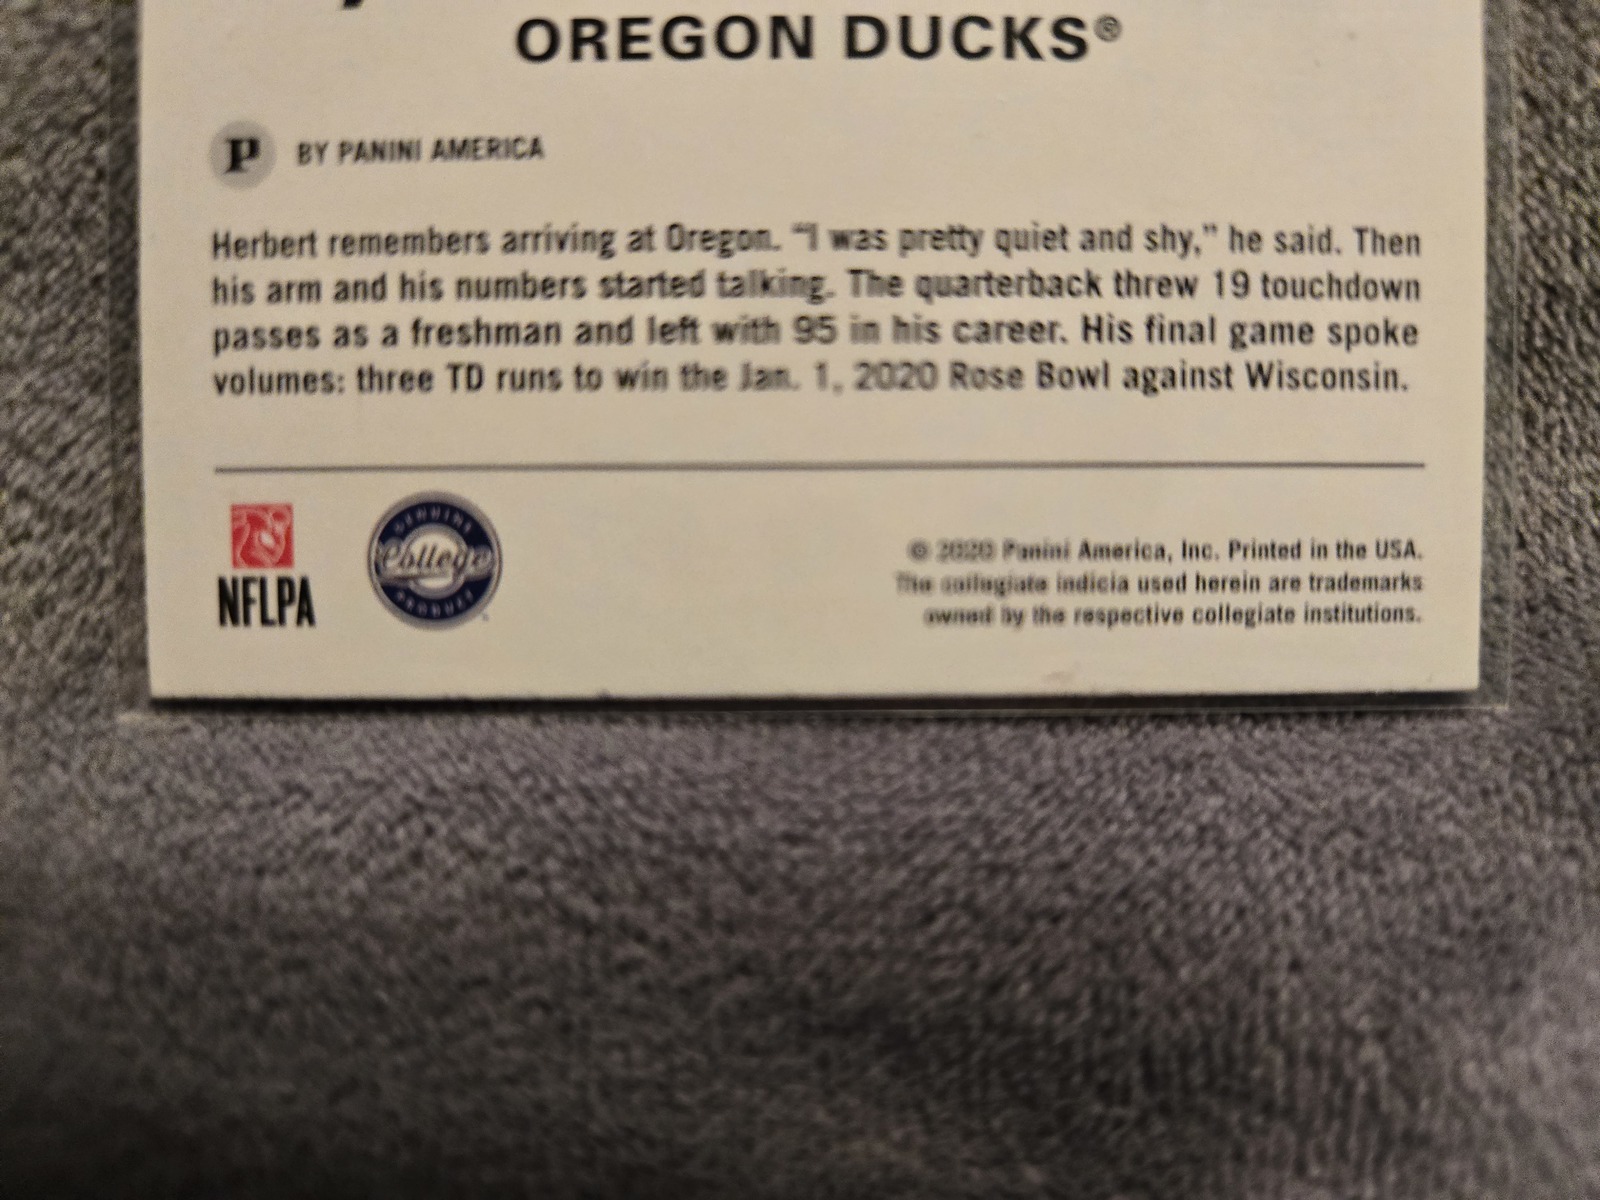 OREGON DUCKS®
P BY PANINI AMERICA
Herbert remembers arriving at Oregon. “I was pretty quiet and shy,” he said. Then
his arm and his numbers started talking. The quarterback threw 19 touchdown
passes as a freshman and left with 95 in his career. His final game spoke
volumes: three TD runs to win the Jan. 1, 2020 Rose Bowl against Wisconsin.
NFLPA
GENUINE
College
PRODUCT
© 2020 Panini America, Inc. Printed in the USA.
The collegiate indicia used herein are trademarks
owned by the respective collegiate institutions.